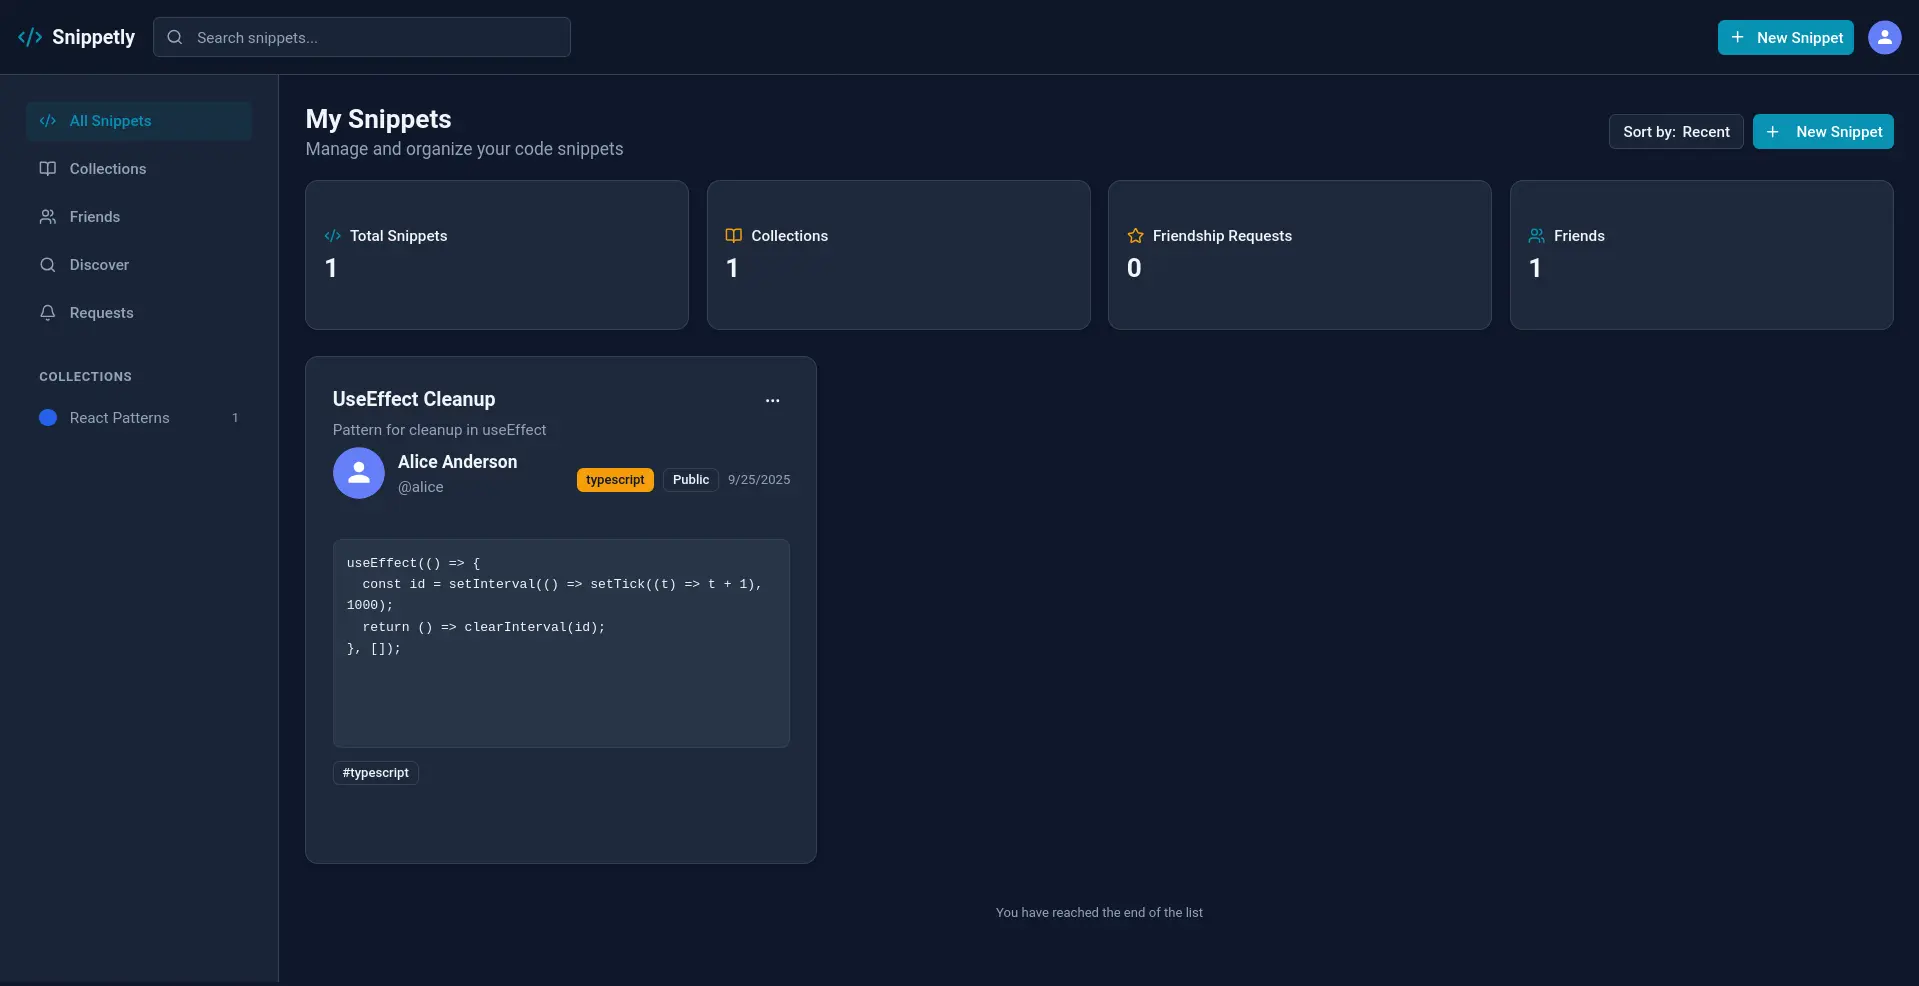 Snippetly
Search snippets...
New Snippet
All Snippets
Collections
Friends
Discover
Requests
COLLECTIONS
React Patterns 1
My Snippets
Manage and organize your code snippets
Sort by: Recent
New Snippet
Total Snippets
1
Collections
1
Friendship Requests
0
Friends
1
UseEffect Cleanup
Pattern for cleanup in useEffect
Alice Anderson
@alice
typescript Public 9/25/2025
useEffect(() => {
  const id = setInterval(() => setTick((t) => t + 1),
1000);
  return () => clearInterval(id);
}, []);
#typescript
You have reached the end of the list